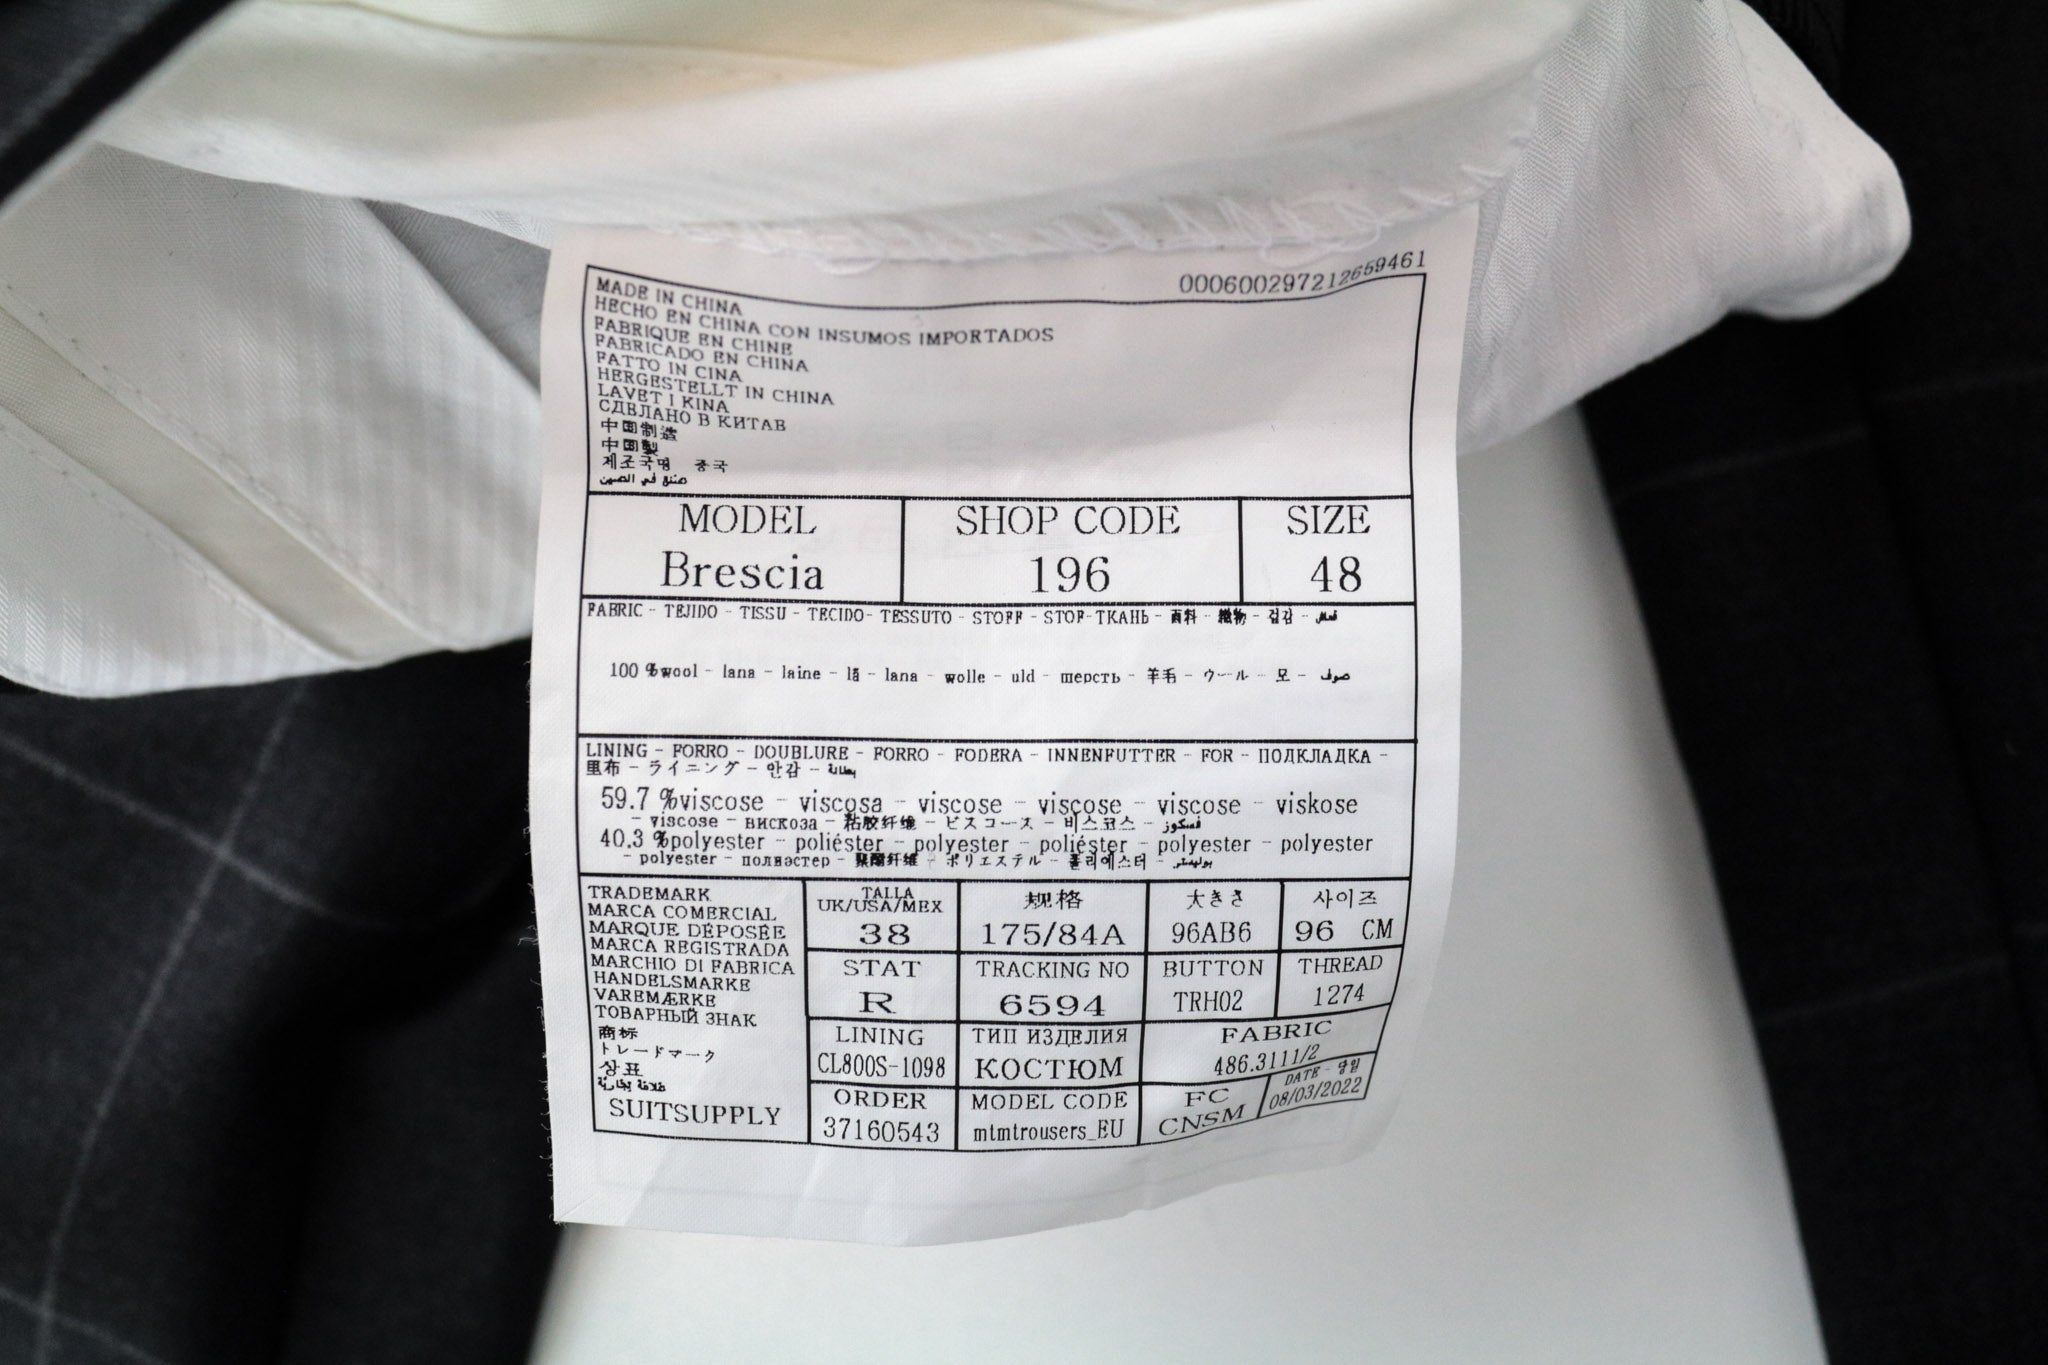 000600297212659461
MADE IN CHINA
HECHO EN CHINA CON INSUMOS IMPORTADOS
FABRIQUE EN CHINE
FABRICADO EN CHINA
FATTO IN CINA
HERGESTELLT IN CHINA
LAVET I KINA
СДЕЛАНО В КИТАВ
中国制造
中国製
제조국명 중국
صنع في الصين
MODEL
Brescia
SHOP CODE
196
SIZE
48
FABRIC - TEJIDO - TISSU - TECIDO- TESSUTO - STOFF - STOF-ТКАНЬ - 面料 - 織物 - 겉감 - قماش
100 %wool - lana - laine - lã - lana - wolle - uld - шерсть - 羊毛 - ウール - 모 - صوف
LINING - FORRO - DOUBLURE - FORRO - FODERA - INNENFUTTER - FOR - ПОДКЛАДКА -
里布 - ライニング - 안감 - بطانة
59.7 %viscose - viscosa - viscose - viscose - viscose - viskose
- viscose - вискоза - 粘胶纤维 - ビスコース - 비스코스 - فسكوز
40.3 %polyester - poliéster - polyester - poliéster - polyester - polyester
- polyester - полиэстер - 聚酯纤维 - ポリエステル - 폴리에스터 - بوليستر
TRADEMARK
MARCA COMERCIAL
MARQUE DÉPOSÉE
MARCA REGISTRADA
MARCHIO DI FABRICA
HANDELSMARKE
VAREMÆRKE
ТОВАРНЫЙ ЗНАК
商标
トレードマーク
상표
علامة تجارية
SUITSUPPLY
TALLA
UK/USA/MEX
38
规格
175/84A
大きさ
96AB6
사이즈
96 CM
STAT
R
TRACKING NO
6594
BUTTON
TRH02
THREAD
1274
LINING
CL800S-1098
ТИП ИЗДЕЛИЯ
КОСТЮМ
FABRIC
486.3111/2
ORDER
37160543
MODEL CODE
mtmtrousers_EU
FC
CNSM
DATE -
08/03/2022